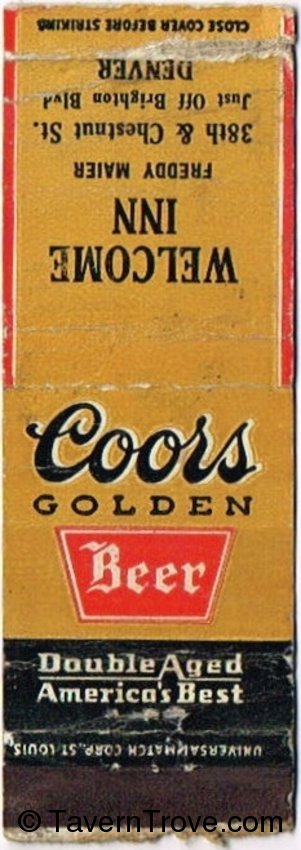 CLOSE COVER BEFORE STRIKING
WELCOME
INN
FREDDY MAIER
38th & Chestnut St.
Just Off Brighton Blvd
DENVER
Coors
GOLDEN
Beer
Double Aged
America's Best
UNIVERSAL MATCH CORP. ST. LOUIS
© TavernTrove.com